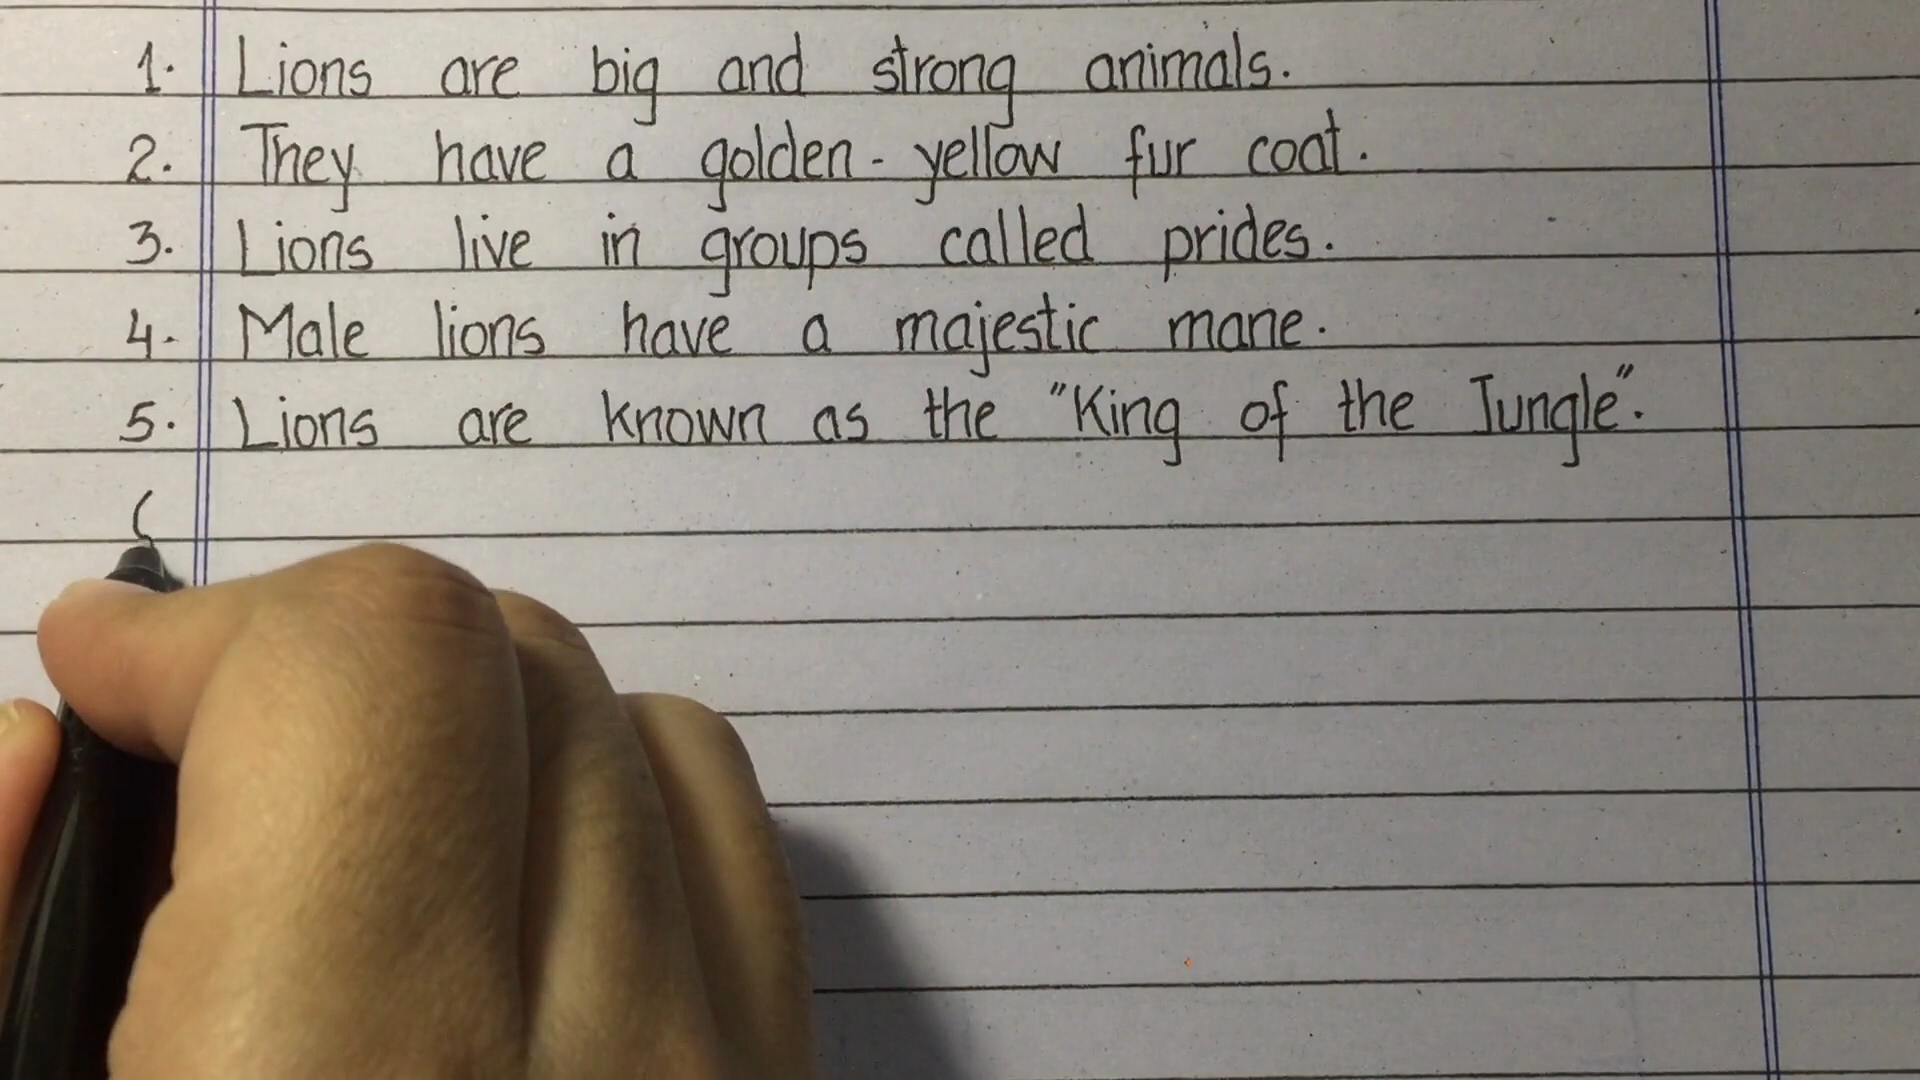 1. Lions are big and strong animals.
2. They have a golden-yellow fur coat.
3. Lions live in groups called prides.
4. Male lions have a majestic mane.
5. Lions are known as the "King of the Jungle".